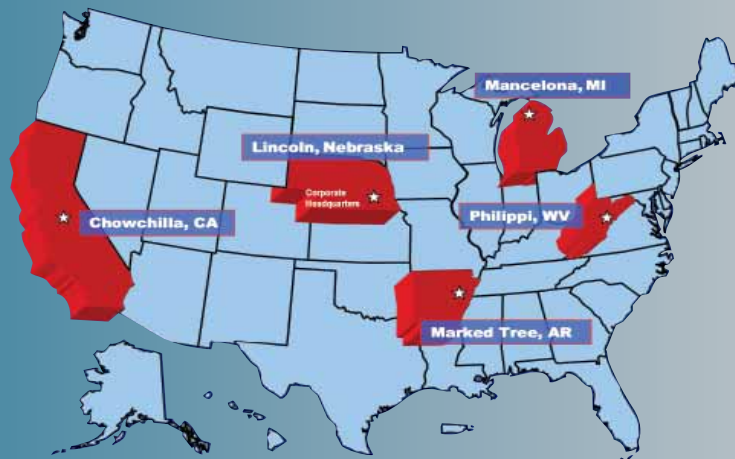 Mancelona, MI
Lincoln, Nebraska
Corporate
Headquarters
Chowchilla, CA
Philippi, WV
Marked Tree, AR